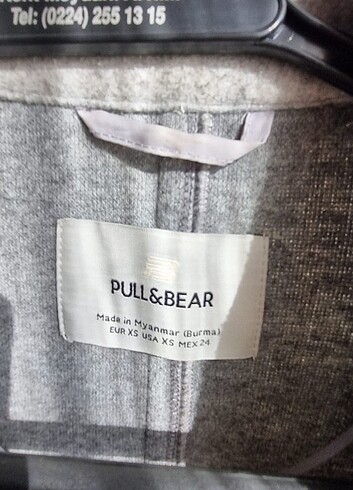 Tel: (0224) 255 13 15
PULL&BEAR
Made in Myanmar (Burma)
EUR XS USA XS MEX 24